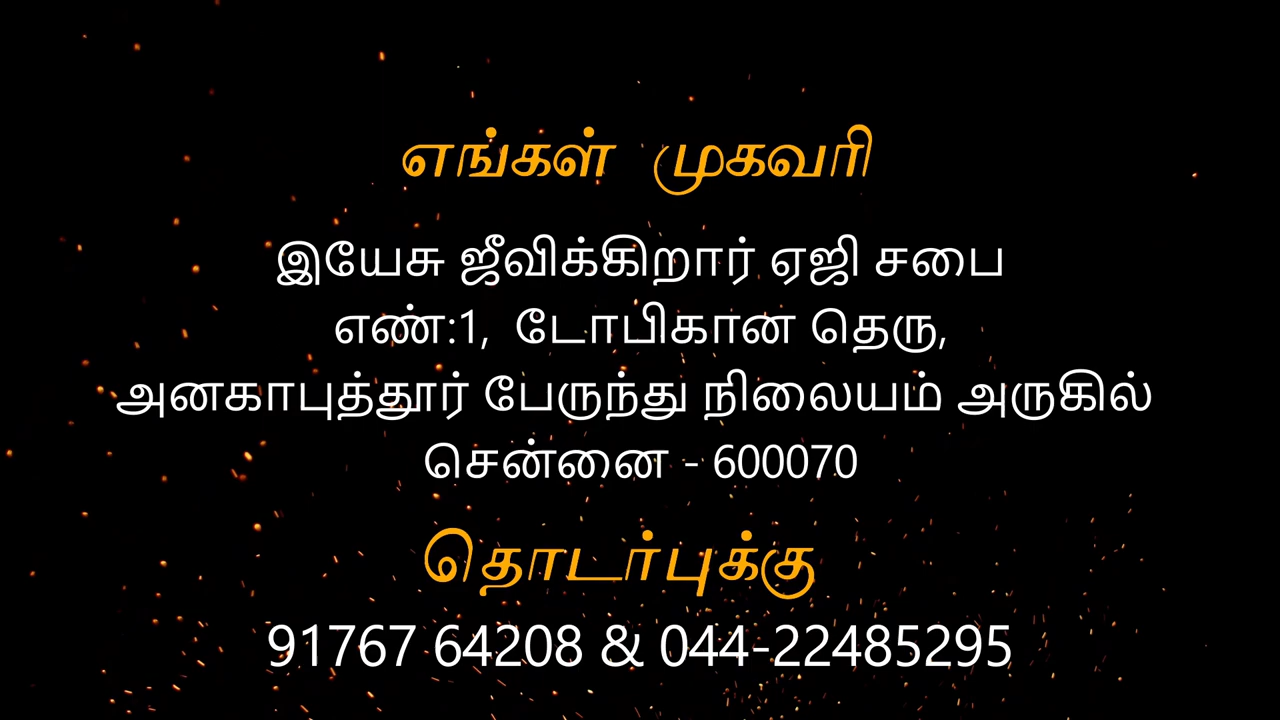 எங்கள் முகவரி
இயேசு ஜீவிக்கிறார் ஏஜி சபை
எண்:1, டோபிகான தெரு,
அனகாபுத்தூர் பேருந்து நிலையம் அருகில்
சென்னை - 600070
தொடர்புக்கு
91767 64208 & 044-22485295